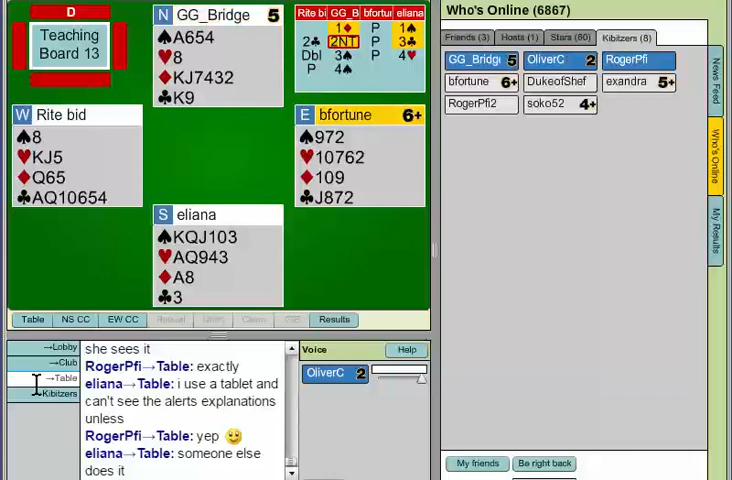 Teaching
Board 13
D
N GG_Bridge 5
♠A654
♥8
♦KJ7432
♣K9
Rite bi GG_B bfortur eliana
1♦ P 1♠
2♣ 2NT P 3♣
Dbl 3♠ P 4♥
P 4♠
W Rite bid
♠8
♥KJ5
♦Q65
♣AQ10654
E bfortune 6+
♠972
♥10762
♦109
♣J872
S eliana
♠KQJ103
♥AQ943
♦A8
♣3
Table NS CC EW CC Results
→Lobby
→Club
→Table
→Kibitzers
she sees it
RogerPfi→Table: exactly
eliana→Table: i use a tablet and
can't see the alerts explanations
unless
RogerPfi→Table: yep
eliana→Table: someone else
does it
Voice Help
OliverC 2
Who's Online (6867)
Friends (3) Hosts (1) Stars (60) Kibitzers (8)
GG_Bridg 5 OliverC 2 RogerPfi
bfortune 6+ DukeofShef exandra 5+
RogerPfi2 soko52 4+
My friends Be right back
News Feed
Who's Online
My Results